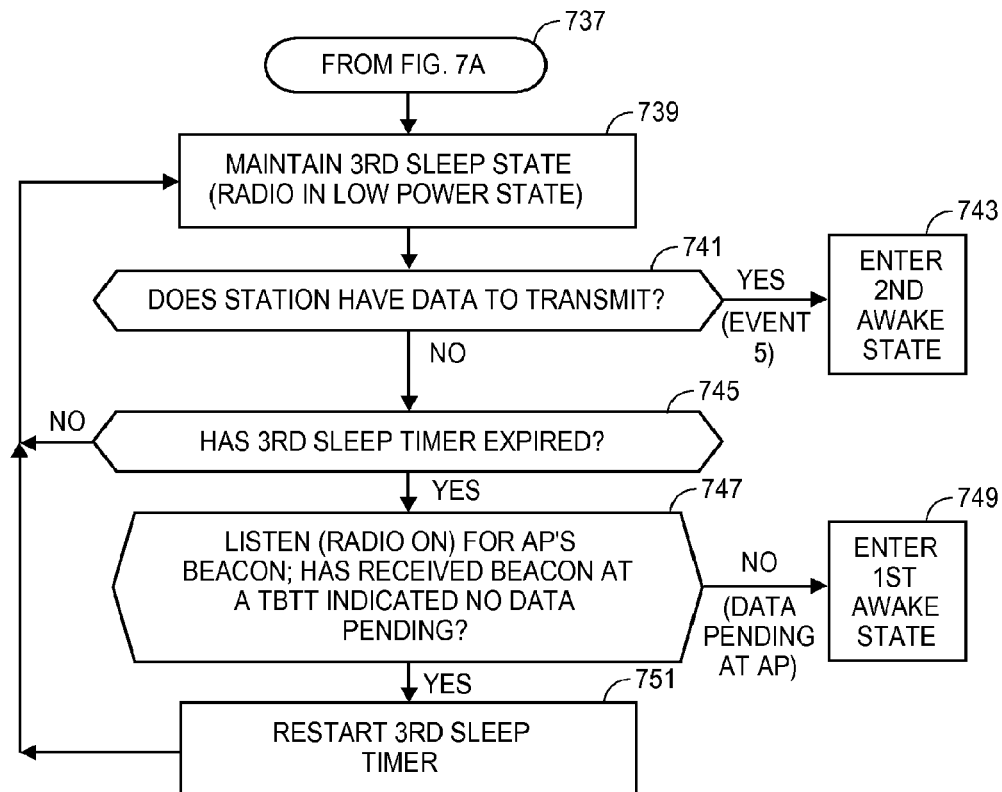 737
FROM FIG. 7A
739
MAINTAIN 3RD SLEEP STATE
(RADIO IN LOW POWER STATE)
741
DOES STATION HAVE DATA TO TRANSMIT?
YES
(EVENT
5)
743
ENTER
2ND
AWAKE
STATE
NO
745
HAS 3RD SLEEP TIMER EXPIRED?
NO
YES
747
LISTEN (RADIO ON) FOR AP'S
BEACON; HAS RECEIVED BEACON AT
A TBTT INDICATED NO DATA
PENDING?
NO
(DATA
PENDING
AT AP)
749
ENTER
1ST
AWAKE
STATE
YES
751
RESTART 3RD SLEEP
TIMER